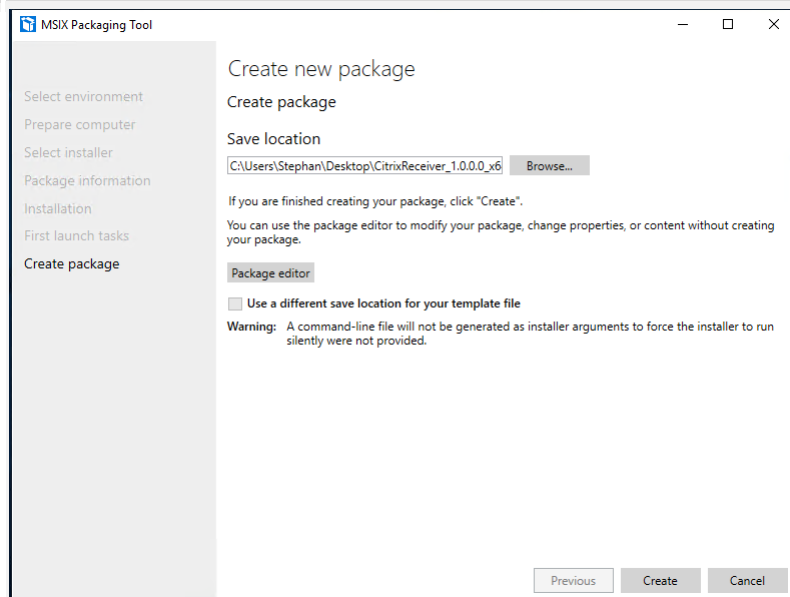 MSIX Packaging Tool
Select environment
Prepare computer
Select installer
Package information
Installation
First launch tasks
Create package
Create new package
Create package
Save location
C:\Users\Stephan\Desktop\CitrixReceiver_1.0.0.0_x6
Browse...
If you are finished creating your package, click "Create".
You can use the package editor to modify your package, change properties, or content without creating
your package.
Package editor
Use a different save location for your template file
Warning: A command-line file will not be generated as installer arguments to force the installer to run
silently were not provided.
Previous
Create
Cancel